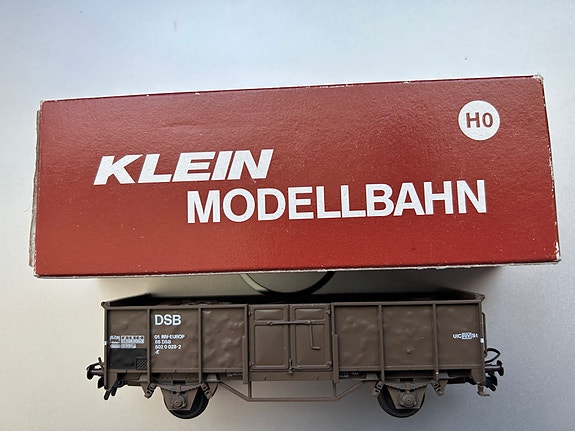 H0
KLEIN
MODELLBAHN
DSB
01 RIV-EUROP
86 DSB
502 0 028-2
-E
UIC